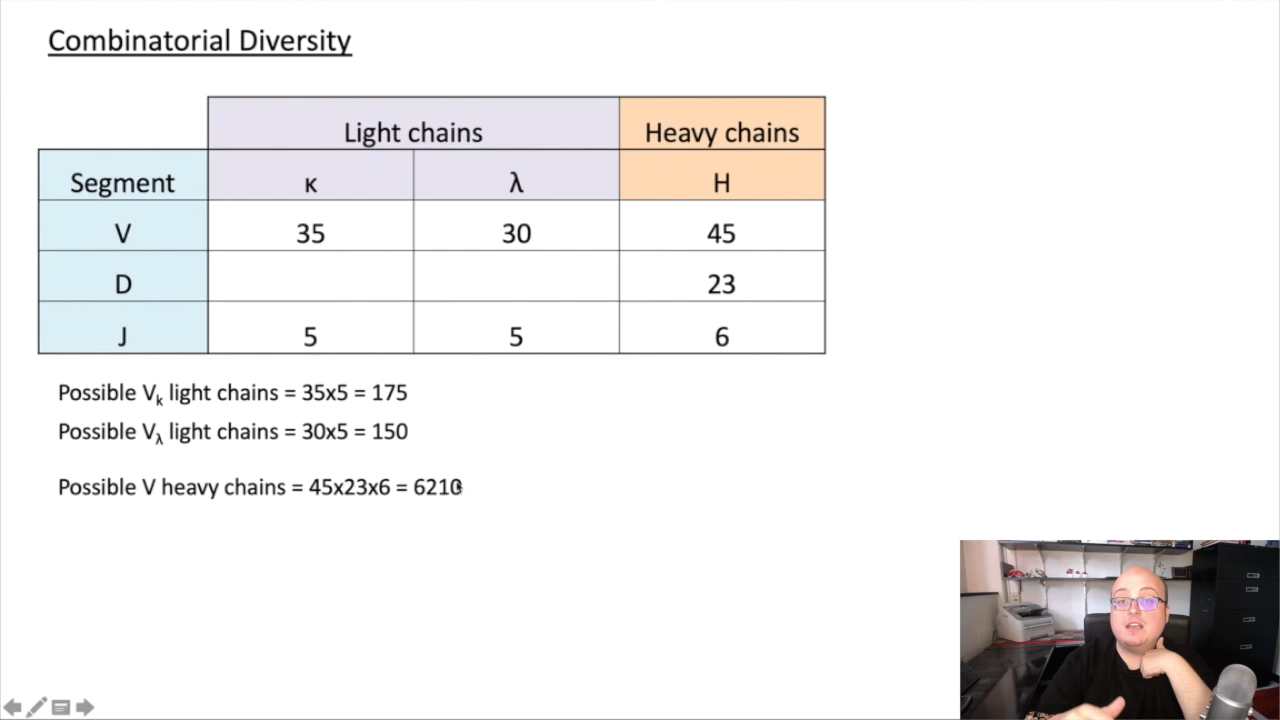 Combinatorial Diversity
Light chains Heavy chains
Segment κ λ H
V 35 30 45
D 23
J 5 5 6
Possible Vk light chains = 35x5 = 175
Possible Vλ light chains = 30x5 = 150
Possible V heavy chains = 45x23x6 = 6210